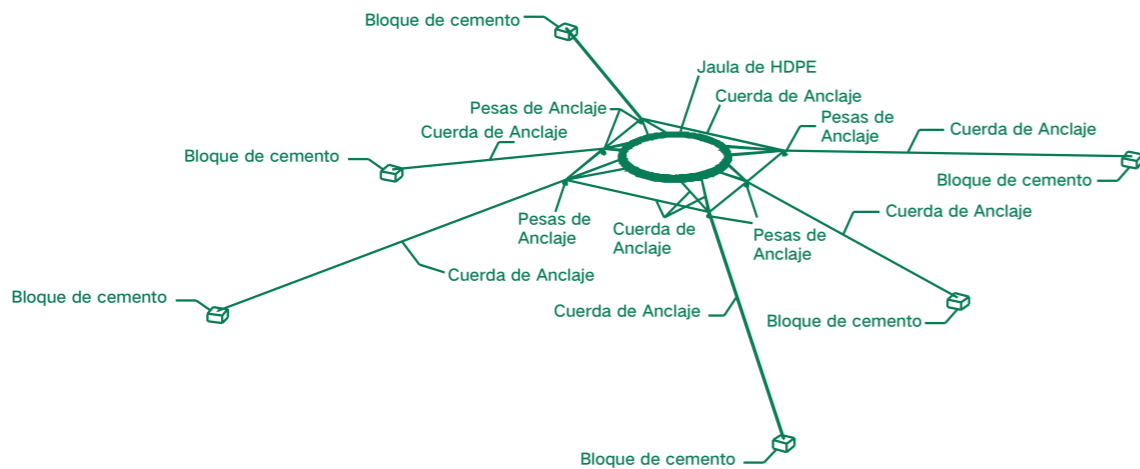 Bloque de cemento
Jaula de HDPE
Cuerda de Anclaje
Pesas de Anclaje
Pesas de
Anclaje
Cuerda de Anclaje
Cuerda de Anclaje
Bloque de cemento
Bloque de cemento
Pesas de
Anclaje
Cuerda de
Anclaje
Pesas de
Anclaje
Cuerda de Anclaje
Cuerda de Anclaje
Bloque de cemento
Cuerda de Anclaje
Bloque de cemento
Bloque de cemento